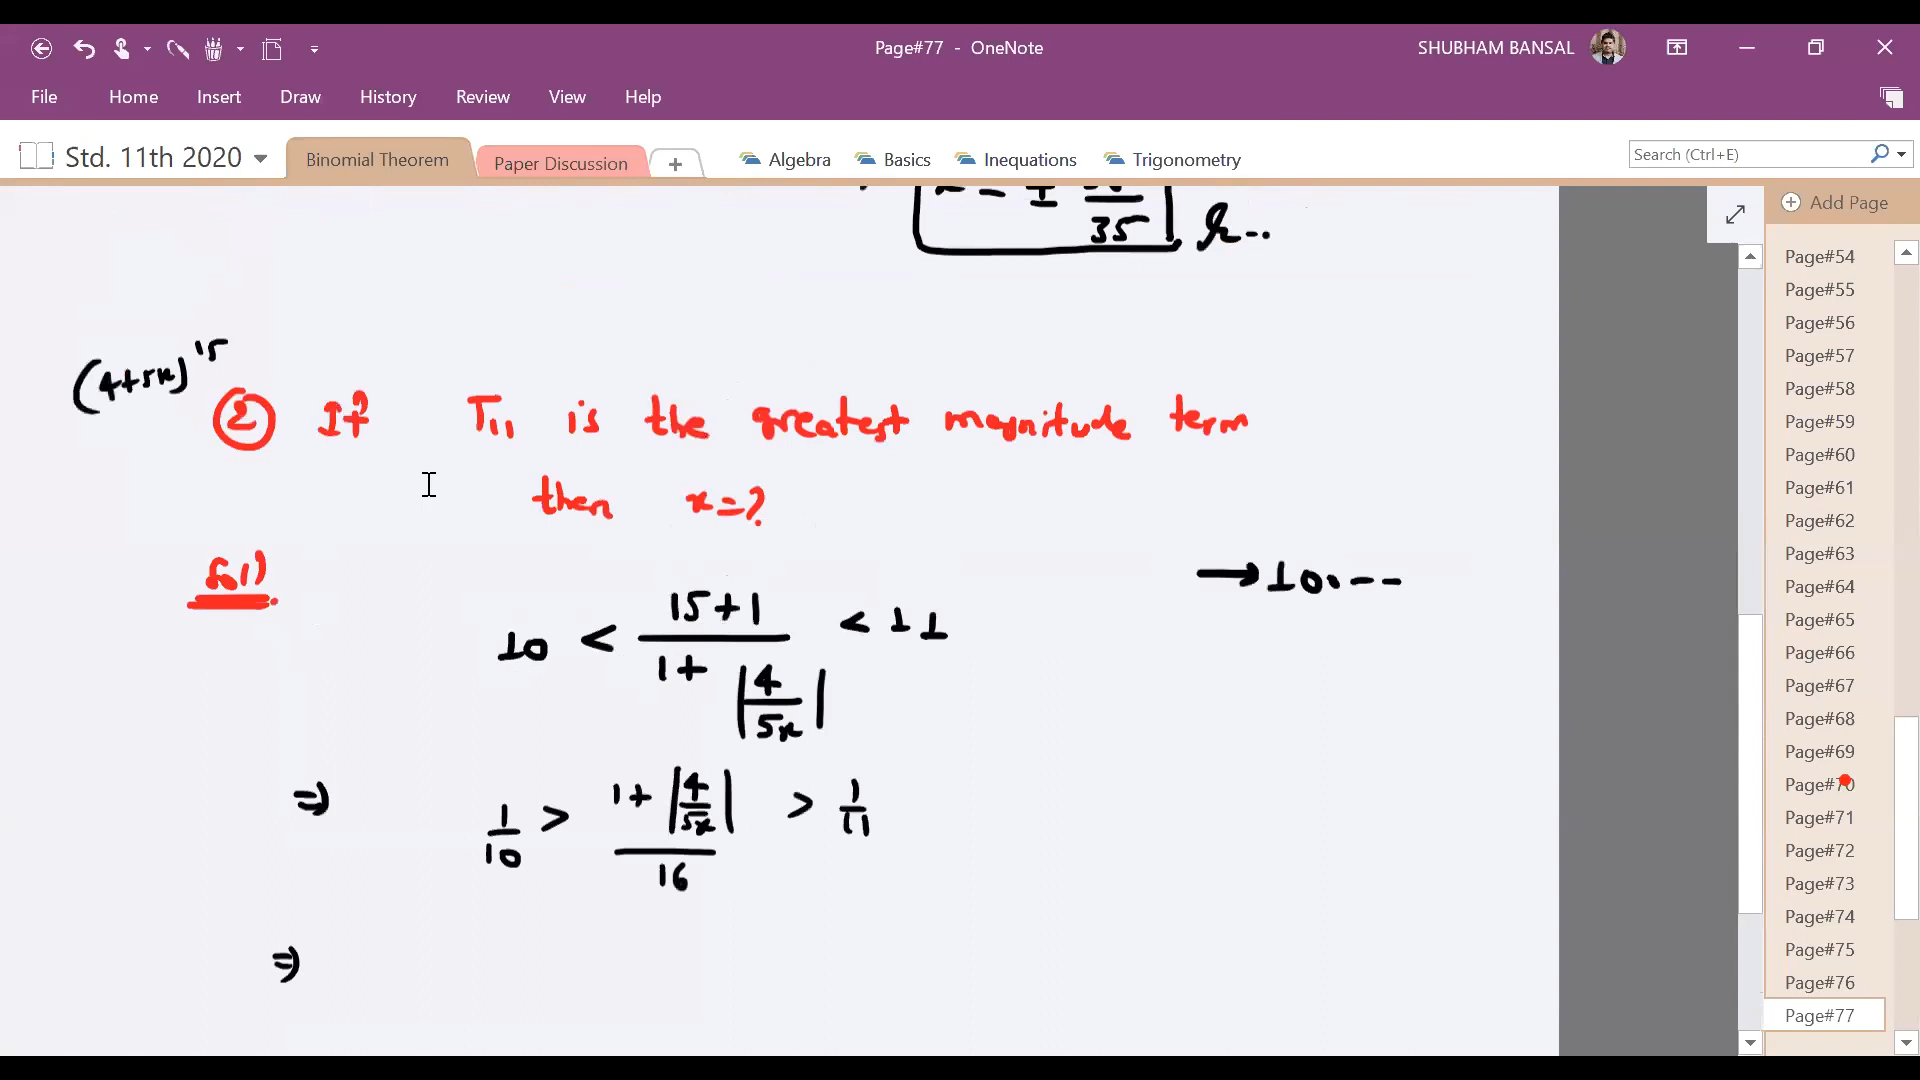 Page#77 - OneNote
SHUBHAM BANSAL
File Home Insert Draw History Review View Help
Std. 11th 2020
Binomial Theorem
Paper Discussion
+
Algebra
Basics
Inequations
Trigonometry
Search (Ctrl+E)
Add Page
35
(4+5x)^15
② If T11 is the greatest magnitude term
then x=?
Sol)
→ 10.--
10 < (15+1)/(1+|4/5x|) < 11
⇒ 1/10 > (1+|4/5x|)/16 > 1/11
⇒
Page#54
Page#55
Page#56
Page#57
Page#58
Page#59
Page#60
Page#61
Page#62
Page#63
Page#64
Page#65
Page#66
Page#67
Page#68
Page#69
Page#70
Page#71
Page#72
Page#73
Page#74
Page#75
Page#76
Page#77